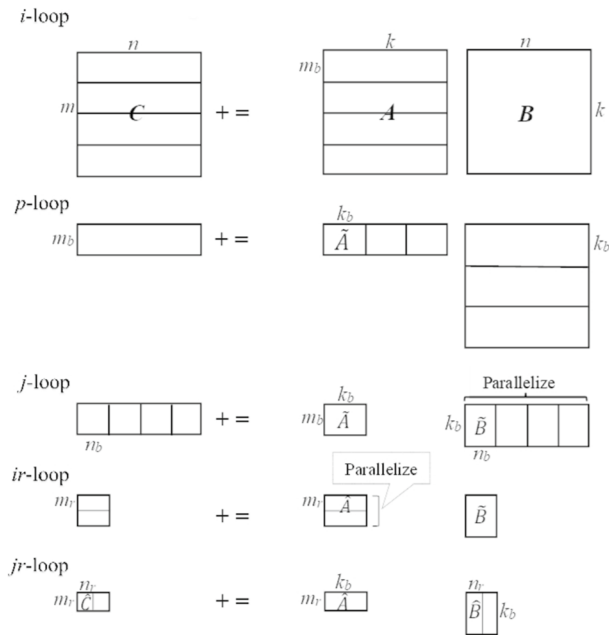 i-loop
n
k
n
m_b
m
C
+ =
A
B
k
p-loop
k_b
m_b
+ =
Ã
k_b
j-loop
k_b
Parallelize
m_b
+ =
Ã
k_b
B̃
n_b
n_b
ir-loop
Parallelize
m_r
+ =
m_r
Â
B̃
jr-loop
n_r
k_b
n_r
m_r
Ĉ
+ =
m_r
Â
B̂
k_b